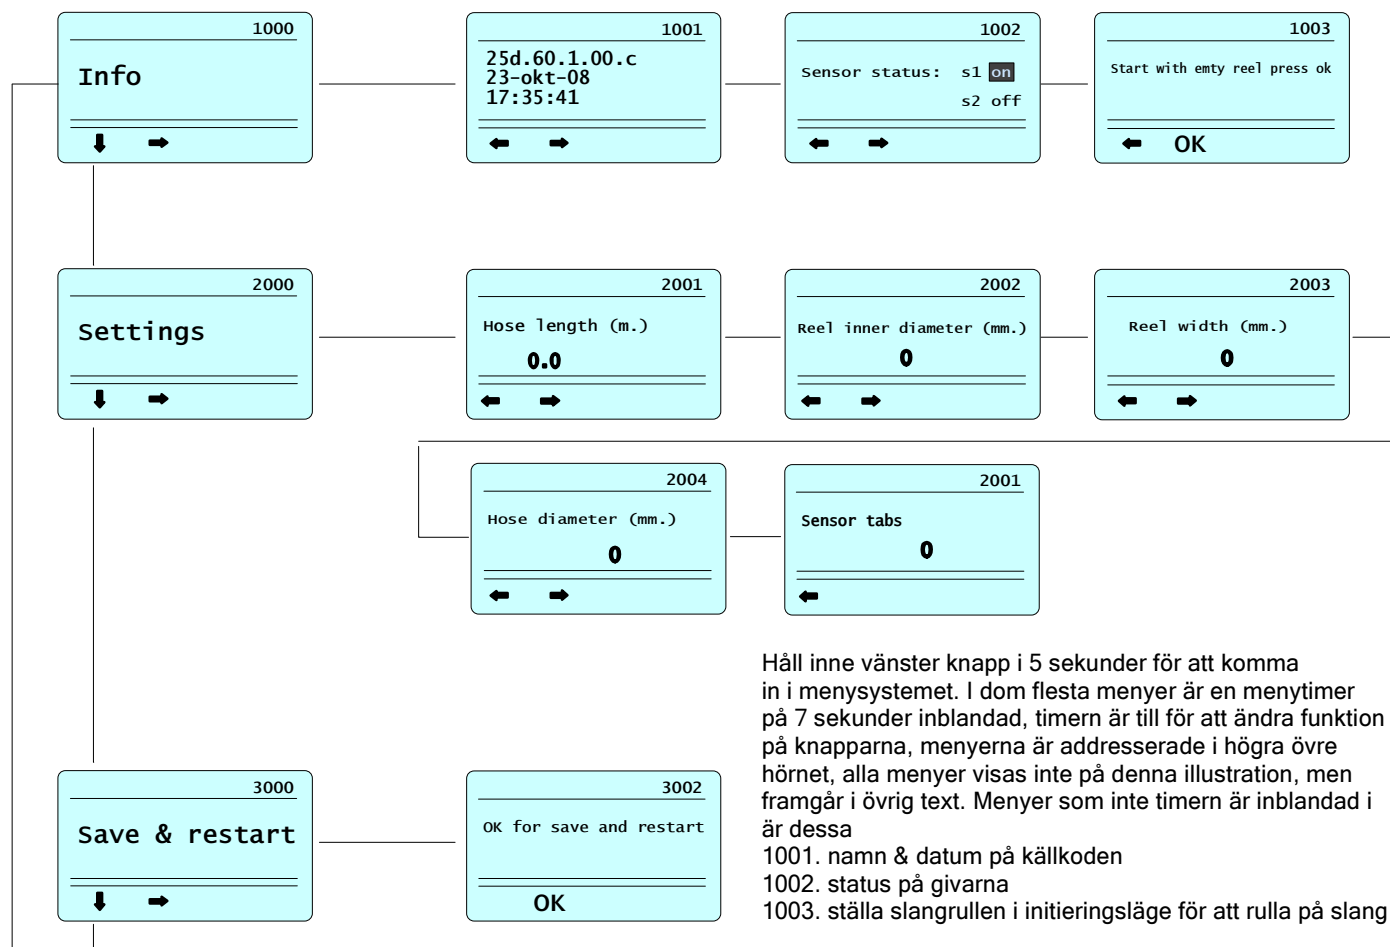 1000
Info
1001
25d.60.1.00.c
23-okt-08
17:35:41
1002
Sensor status: s1 on
s2 off
1003
Start with emty reel press ok
OK
2000
Settings
2001
Hose length (m.)
0.0
2002
Reel inner diameter (mm.)
0
2003
Reel width (mm.)
0
2004
Hose diameter (mm.)
0
2001
Sensor tabs
0
Håll inne vänster knapp i 5 sekunder för att komma
in i menysystemet. I dom flesta menyer är en menytimer
på 7 sekunder inblandad, timern är till för att ändra funktion
på knapparna, menyerna är addresserade i högra övre
hörnet, alla menyer visas inte på denna illustration, men
framgår i övrig text. Menyer som inte timern är inblandad i
är dessa
1001. namn & datum på källkoden
1002. status på givarna
1003. ställa slangrullen i initieringsläge för att rulla på slang
3000
Save & restart
3002
OK for save and restart
OK